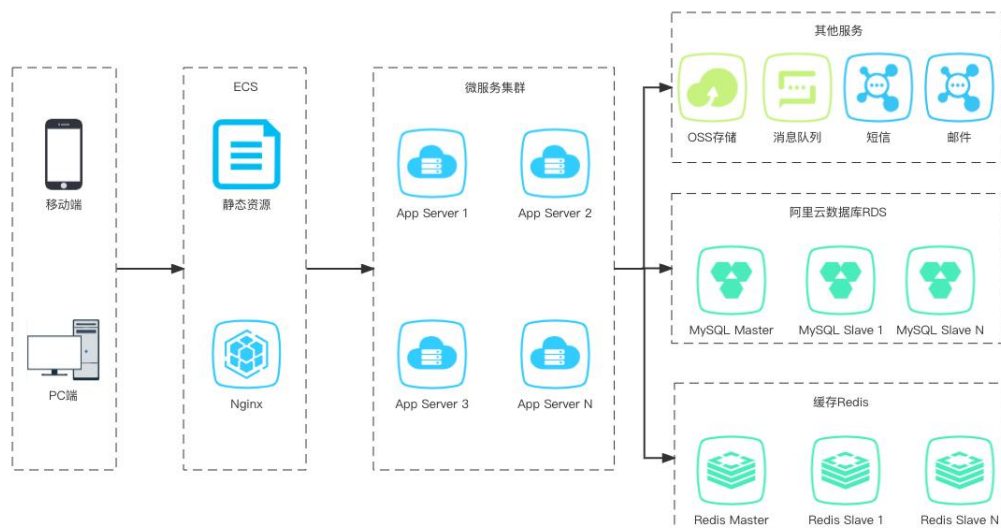 移动端
PC端
ECS
静态资源
Nginx
微服务集群
App Server 1
App Server 2
App Server 3
App Server N
其他服务
OSS存储
消息队列
短信
邮件
阿里云数据库RDS
MySQL Master
MySQL Slave 1
MySQL Slave N
缓存Redis
Redis Master
Redis Slave 1
Redis Slave N